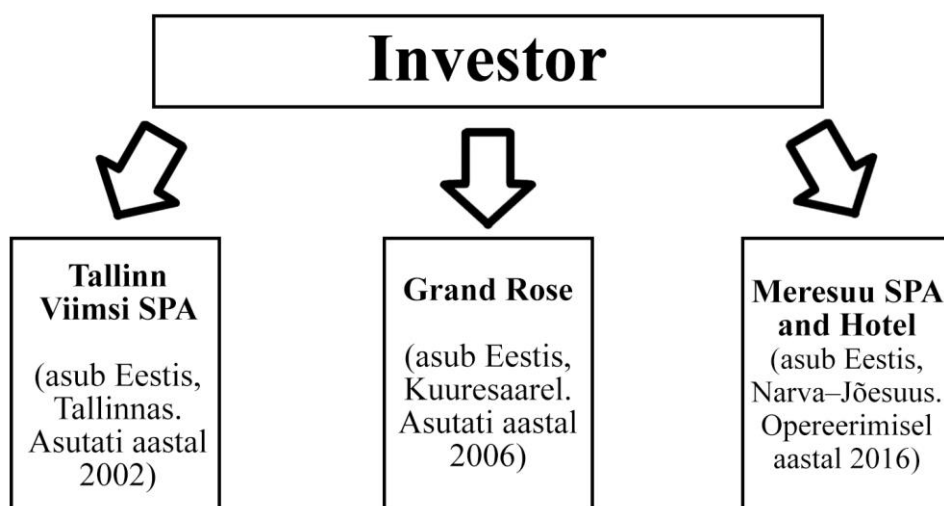 Investor
Tallinn
Viimsi SPA
(asub Eestis,
Tallinnas.
Asutati aastal
2002)
Grand Rose
(asub Eestis,
Kuuresaarel.
Asutati aastal
2006)
Meresuu SPA
and Hotel
(asub Eestis,
Narva–Jõesuus.
Opereerimisel
aastal 2016)